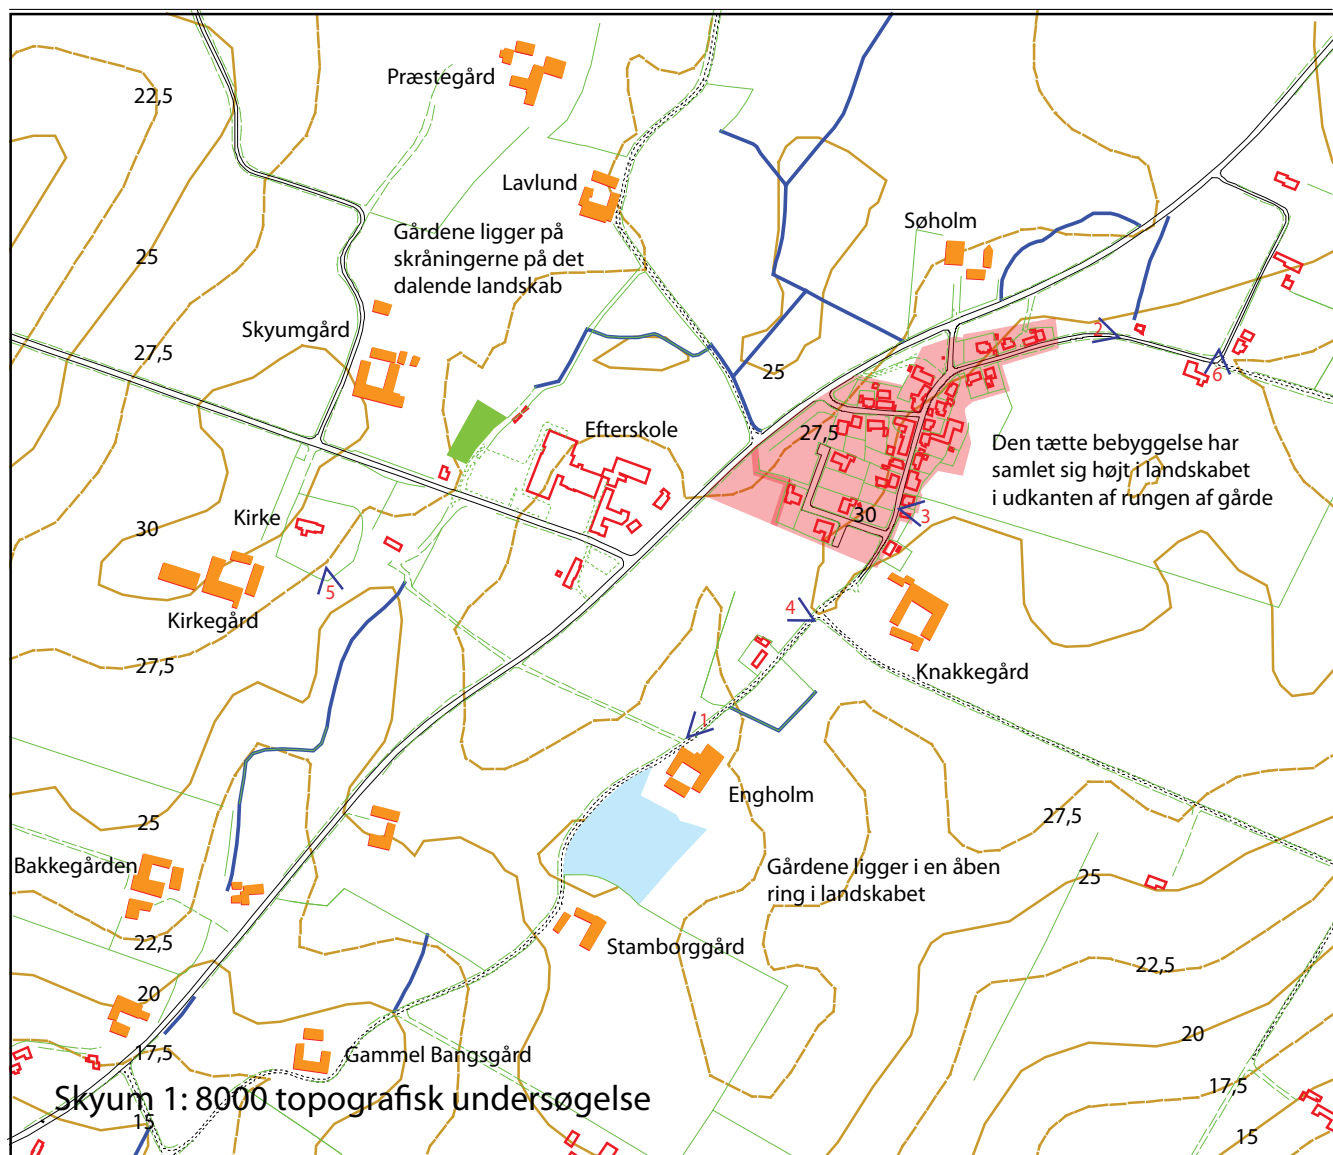 22,5
Præstegård
Lavlund
Gårdene ligger på
skråningerne på det
dalende landskab
25
Søholm
Skyumgård
27,5
2
6
25
Efterskole
27,5
Den tætte bebyggelse har
samlet sig højt i landskabet
i udkanten af rungen af gårde
30
3
Kirke
30
5
4
Kirkegård
27,5
Knakkegård
1
Engholm
27,5
25
Bakkegården
Gårdene ligger i en åben
ring i landskabet
25
22,5
Stamborggård
22,5
20
20
17,5
Gammel Bangsgård
17,5
Skyum 1: 8000 topografisk undersøgelse
15
15